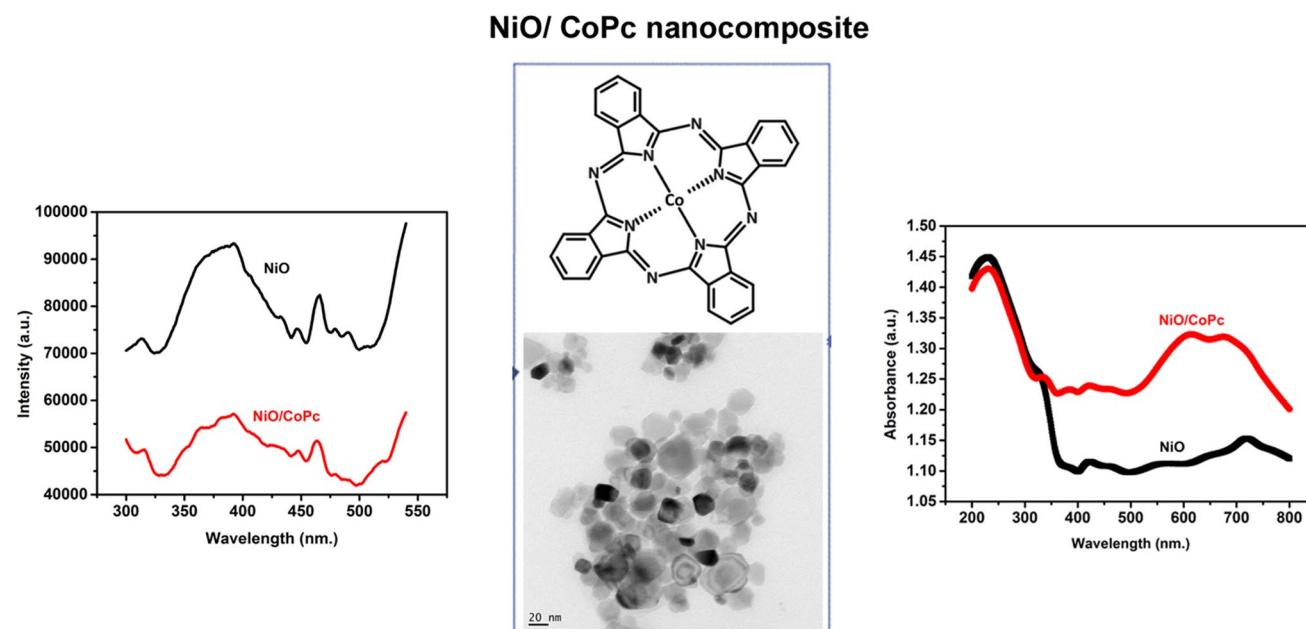 NiO/ CoPc nanocomposite
100000
90000
80000
70000
60000
50000
40000
Intensity (a.u.)
NiO
NiO/CoPc
300
350
400
450
500
550
Wavelength (nm.)
N
N
N
N
Co
N
N
N
N
20 nm
1.50
1.45
1.40
1.35
1.30
1.25
1.20
1.15
1.10
1.05
Absorbance (a.u.)
NiO/CoPc
NiO
200
300
400
500
600
700
800
Wavelength (nm.)